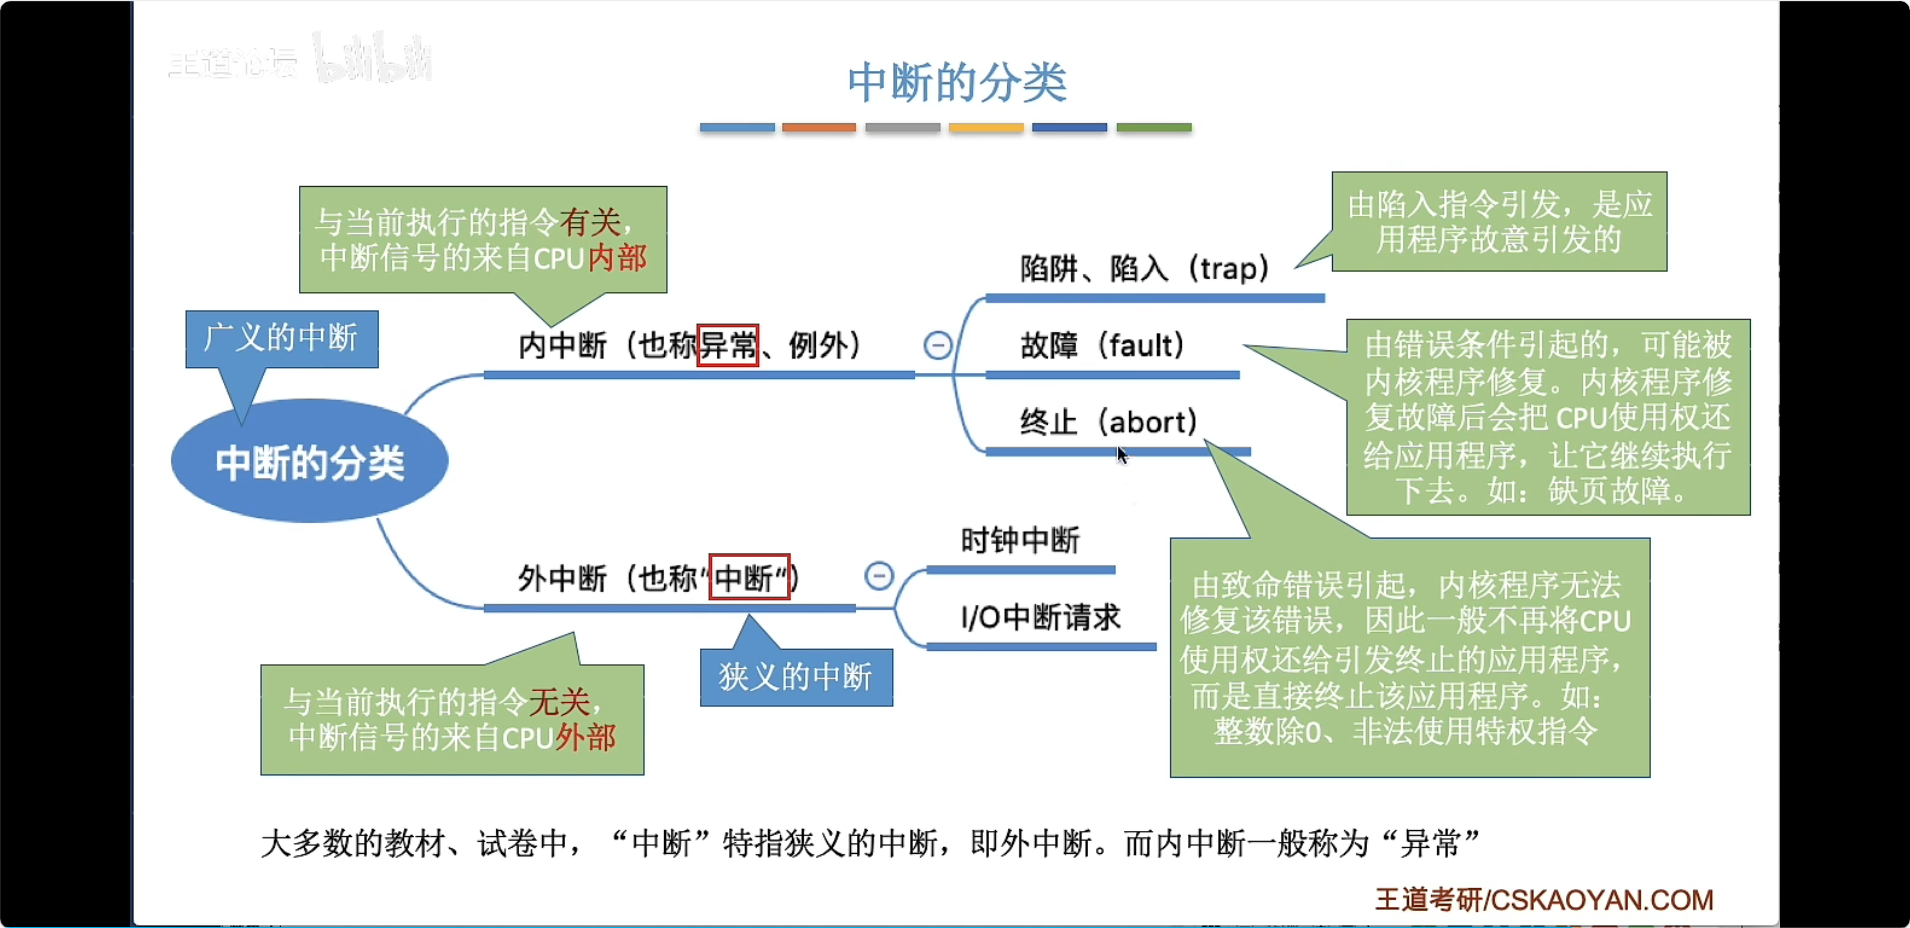 王道论坛 bilibili
中断的分类
与当前执行的指令有关，
中断信号的来自CPU内部
由陷入指令引发，是应
用程序故意引发的
广义的中断
中断的分类
内中断（也称异常、例外）
陷阱、陷入（trap）
故障（fault）
终止（abort）
由错误条件引起的，可能被
内核程序修复。内核程序修
复故障后会把 CPU使用权还
给应用程序，让它继续执行
下去。如：缺页故障。
外中断（也称“中断“）
时钟中断
I/O中断请求
狭义的中断
与当前执行的指令无关，
中断信号的来自CPU外部
由致命错误引起，内核程序无法
修复该错误，因此一般不再将CPU
使用权还给引发终止的应用程序，
而是直接终止该应用程序。如：
整数除0、非法使用特权指令
大多数的教材、试卷中，“中断”特指狭义的中断，即外中断。而内中断一般称为“异常”
王道考研/CSKAOYAN.COM